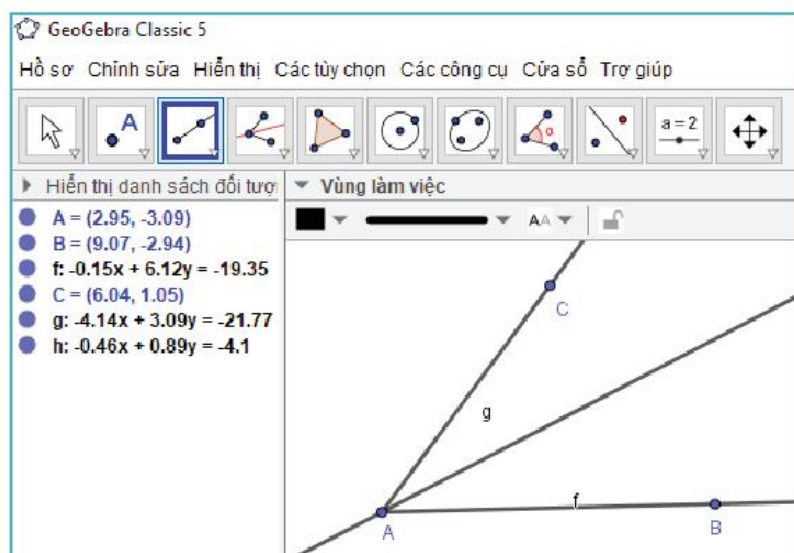 GeoGebra Classic 5
Hồ sơ Chỉnh sửa Hiển thị Các tùy chọn Các công cụ Cửa sổ Trợ giúp
A
α
a = 2
Hiển thị danh sách đối tượ
Vùng làm việc
AA
A = (2.95, -3.09)
B = (9.07, -2.94)
f: -0.15x + 6.12y = -19.35
C = (6.04, 1.05)
g: -4.14x + 3.09y = -21.77
h: -0.46x + 0.89y = -4.1
C
g
f
A
B